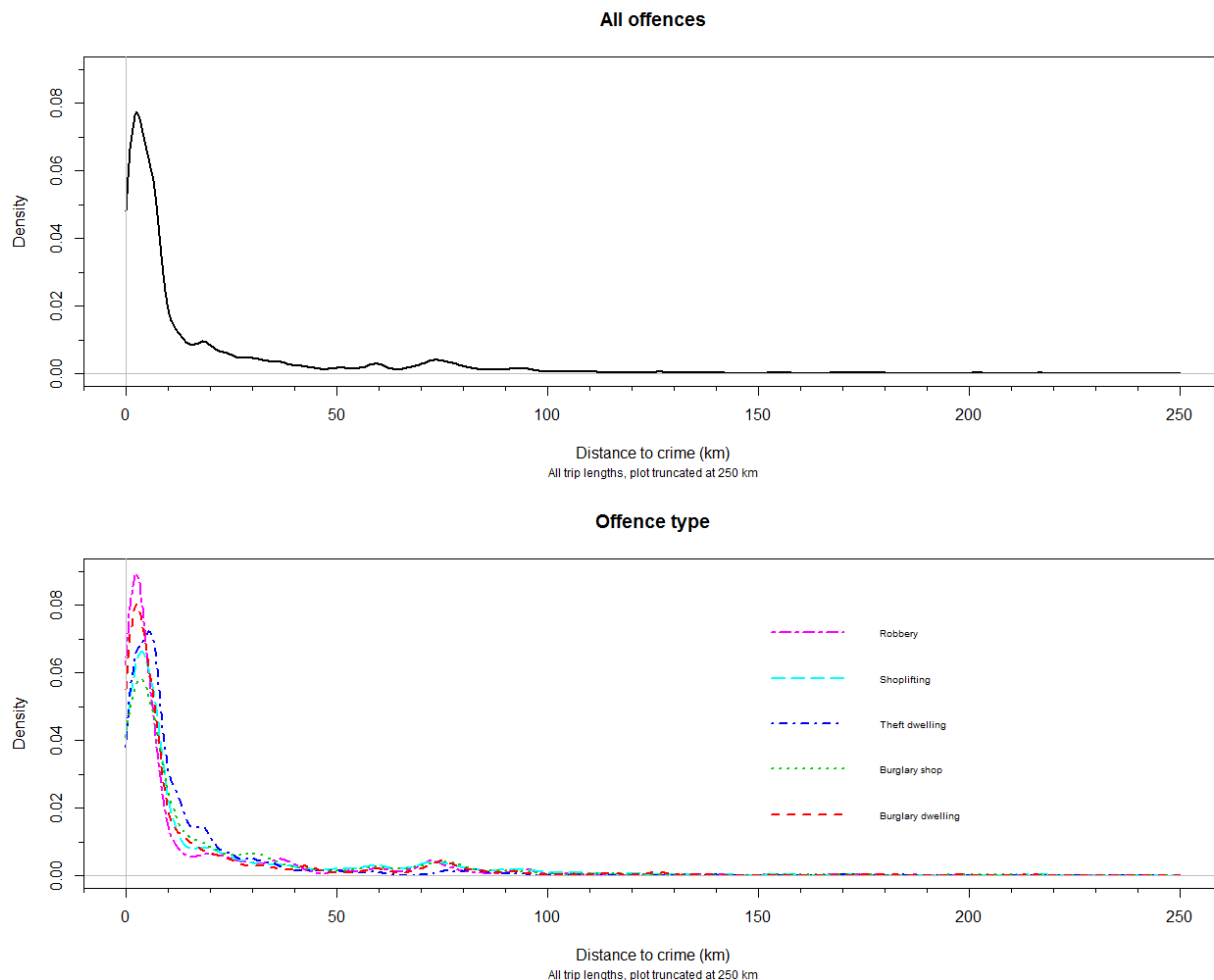 All offences
Density
0.00
0.02
0.04
0.06
0.08
0
50
100
150
200
250
Distance to crime (km)
All trip lengths, plot truncated at 250 km
Offence type
Density
0.00
0.02
0.04
0.06
0.08
Robbery
Shoplifting
Theft dwelling
Burglary shop
Burglary dwelling
0
50
100
150
200
250
Distance to crime (km)
All trip lengths, plot truncated at 250 km